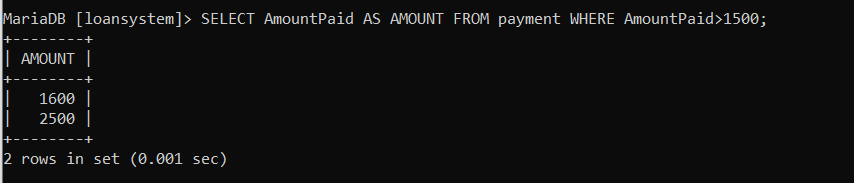 MariaDB [loansystem]> SELECT AmountPaid AS AMOUNT FROM payment WHERE AmountPaid>1500;
+--------+
| AMOUNT |
+--------+
|   1600 |
|   2500 |
+--------+
2 rows in set (0.001 sec)